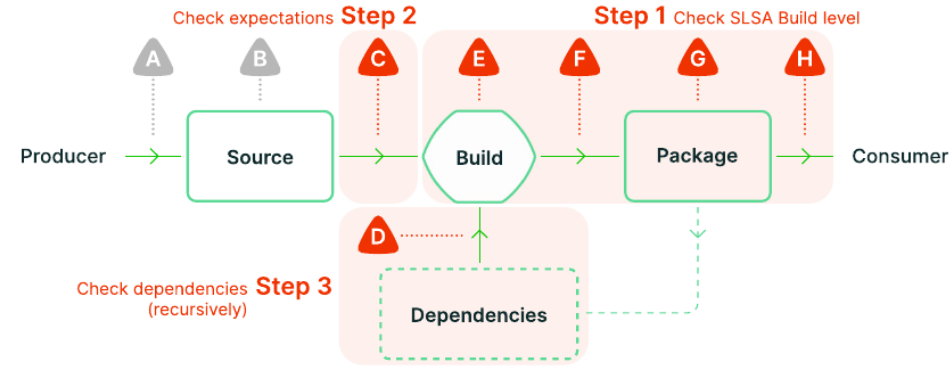 Check expectations Step 2
Step 1 Check SLSA Build level
A
B
C
E
F
G
H
Producer
Source
Build
Package
Consumer
D
Check dependencies Step 3
(recursively)
Dependencies